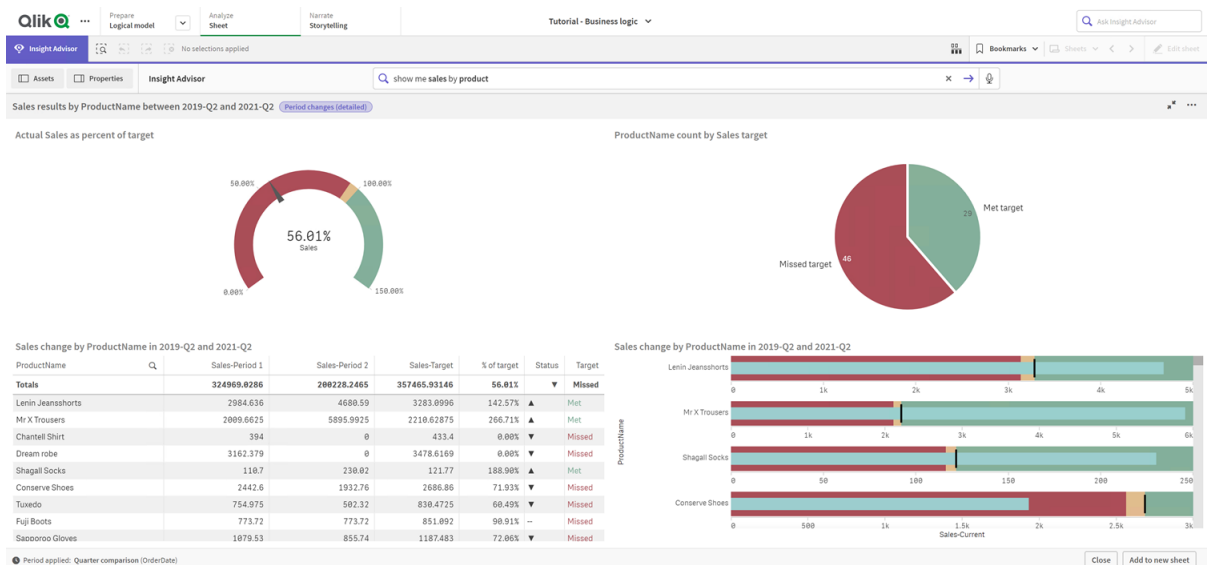 Qlik ... Prepare Logical model Analyze Sheet Narrate Storytelling Tutorial - Business logic Ask Insight Advisor
Insight Advisor No selections applied Bookmarks Sheets Edit sheet
Assets Properties Insight Advisor show me sales by product
Sales results by ProductName between 2019-Q2 and 2021-Q2 Period changes (detailed)
Actual Sales as percent of target
50.00% 100.00%
56.01%
Sales
0.00% 150.00%
ProductName count by Sales target
Met target
29
Missed target
46
Sales change by ProductName in 2019-Q2 and 2021-Q2
ProductName Sales-Period 1 Sales-Period 2 Sales-Target % of target Status Target
Totals 324969.0286 200228.2465 357465.93146 56.01% ▼ Missed
Lenin Jeansshorts 2984.636 4680.59 3283.0996 142.57% ▲ Met
Mr X Trousers 2009.6625 5895.9925 2210.62875 266.71% ▲ Met
Chantell Shirt 394 0 433.4 0.00% ▼ Missed
Dream robe 3162.379 0 3478.6169 0.00% ▼ Missed
Shagall Socks 110.7 230.02 121.77 188.90% ▲ Met
Conserve Shoes 2442.6 1932.76 2686.86 71.93% ▼ Missed
Tuxedo 754.975 502.32 830.4725 60.49% ▼ Missed
Fuji Boots 773.72 773.72 851.092 90.91% -- Missed
Sapporoo Gloves 1079.53 855.74 1187.483 72.06% ▼ Missed
Sales change by ProductName in 2019-Q2 and 2021-Q2
ProductName
Lenin Jeansshorts
0 1k 2k 3k 4k 5k
Mr X Trousers
0 1k 2k 3k 4k 6k
Shagall Socks
0 50 100 150 200 250
Conserve Shoes
0 500 1k 1.5k 2k 2.5k 3k
Sales-Current
Period applied: Quarter comparison (OrderDate) Close Add to new sheet